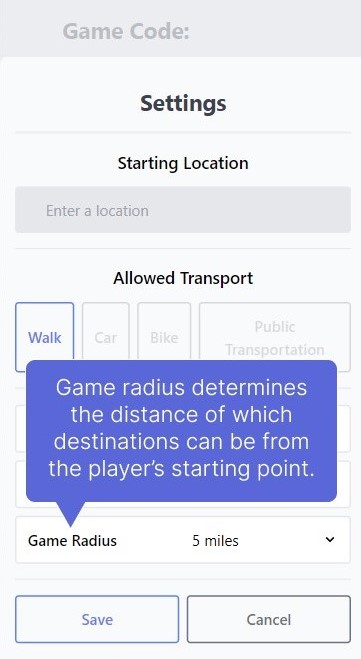 Game Code:
Settings
Starting Location
Enter a location
Allowed Transport
Walk
Car
Bike
Public
Transportation
Game radius determines
the distance of which
destinations can be from
the player’s starting point.
Game Radius
5 miles
Save
Cancel